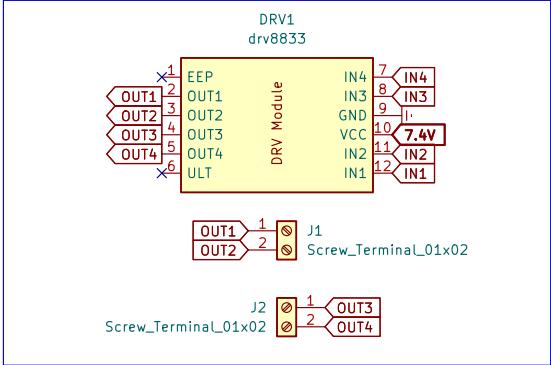 DRV1
drv8833
1 EEP IN4 7 IN4
OUT1 2 OUT1 IN3 8 IN3
OUT2 3 OUT2 GND 9
OUT3 4 OUT3 VCC 10 7.4V
OUT4 5 OUT4 IN2 11 IN2
6 ULT IN1 12 IN1
DRV Module
OUT1 1 J1
OUT2 2 Screw_Terminal_01x02
J2 1 OUT3
Screw_Terminal_01x02 2 OUT4